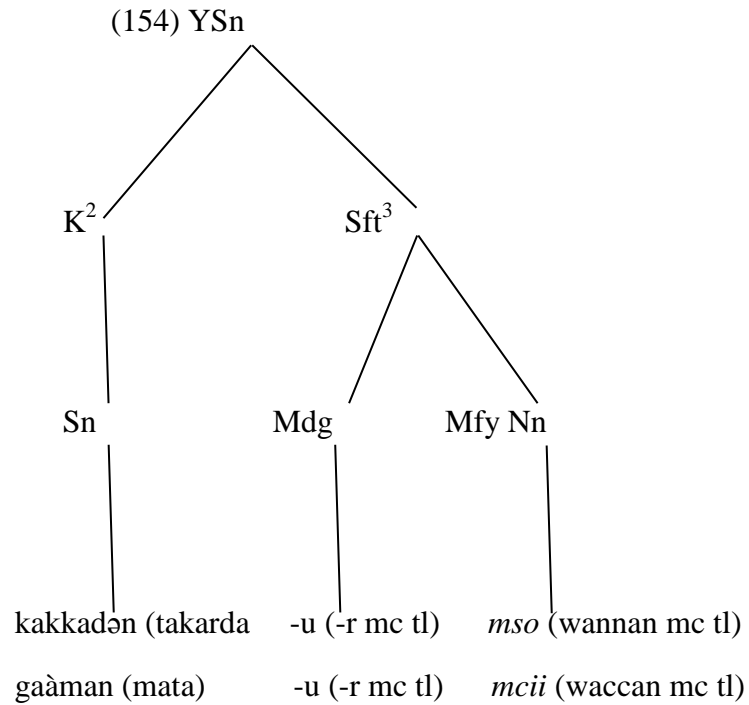 (154) YSn
K² Sft³
Sn Mdg Mfy Nn
kakkadən (takarda -u (-r mc tl) mso (wannan mc tl)
gaàman (mata) -u (-r mc tl) mcii (waccan mc tl)